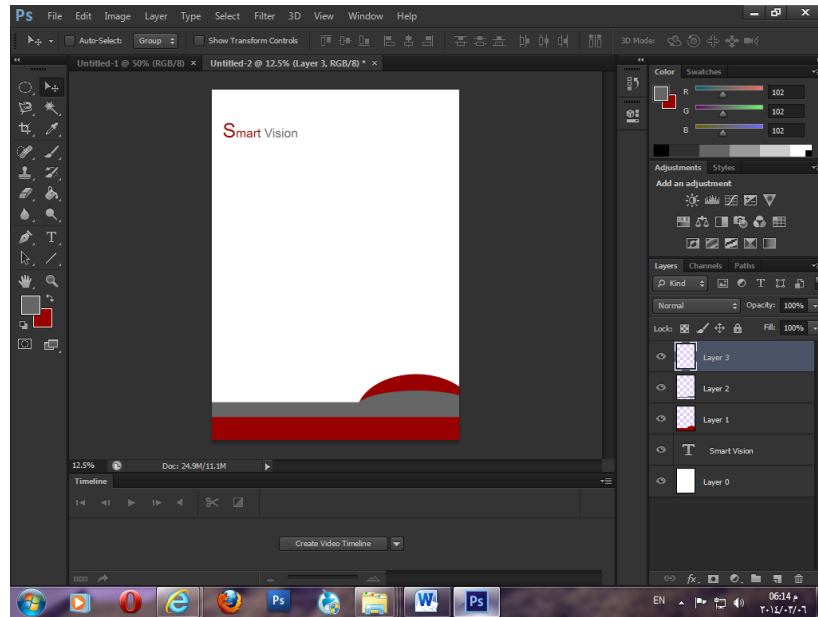 Ps File Edit Image Layer Type Select Filter 3D View Window Help
Auto-Select: Group Show Transform Controls 3D Mode:
Untitled-1 @ 50% (RGB/8) × Untitled-2 @ 12.5% (Layer 3, RGB/8) * ×
Color Swatches
R 102
G 102
B 102
Smart Vision
Adjustments Styles
Add an adjustment
Layers Channels Paths
Kind
Normal Opacity: 100%
Lock: Fill: 100%
Layer 3
Layer 2
Layer 1
T Smart Vision
Layer 0
12.5% Doc: 24.9M/11.1M
Timeline
Create Video Timeline
fx
Ps W Ps EN 06:14 م
٢٠١٤/٠٣/٠٦